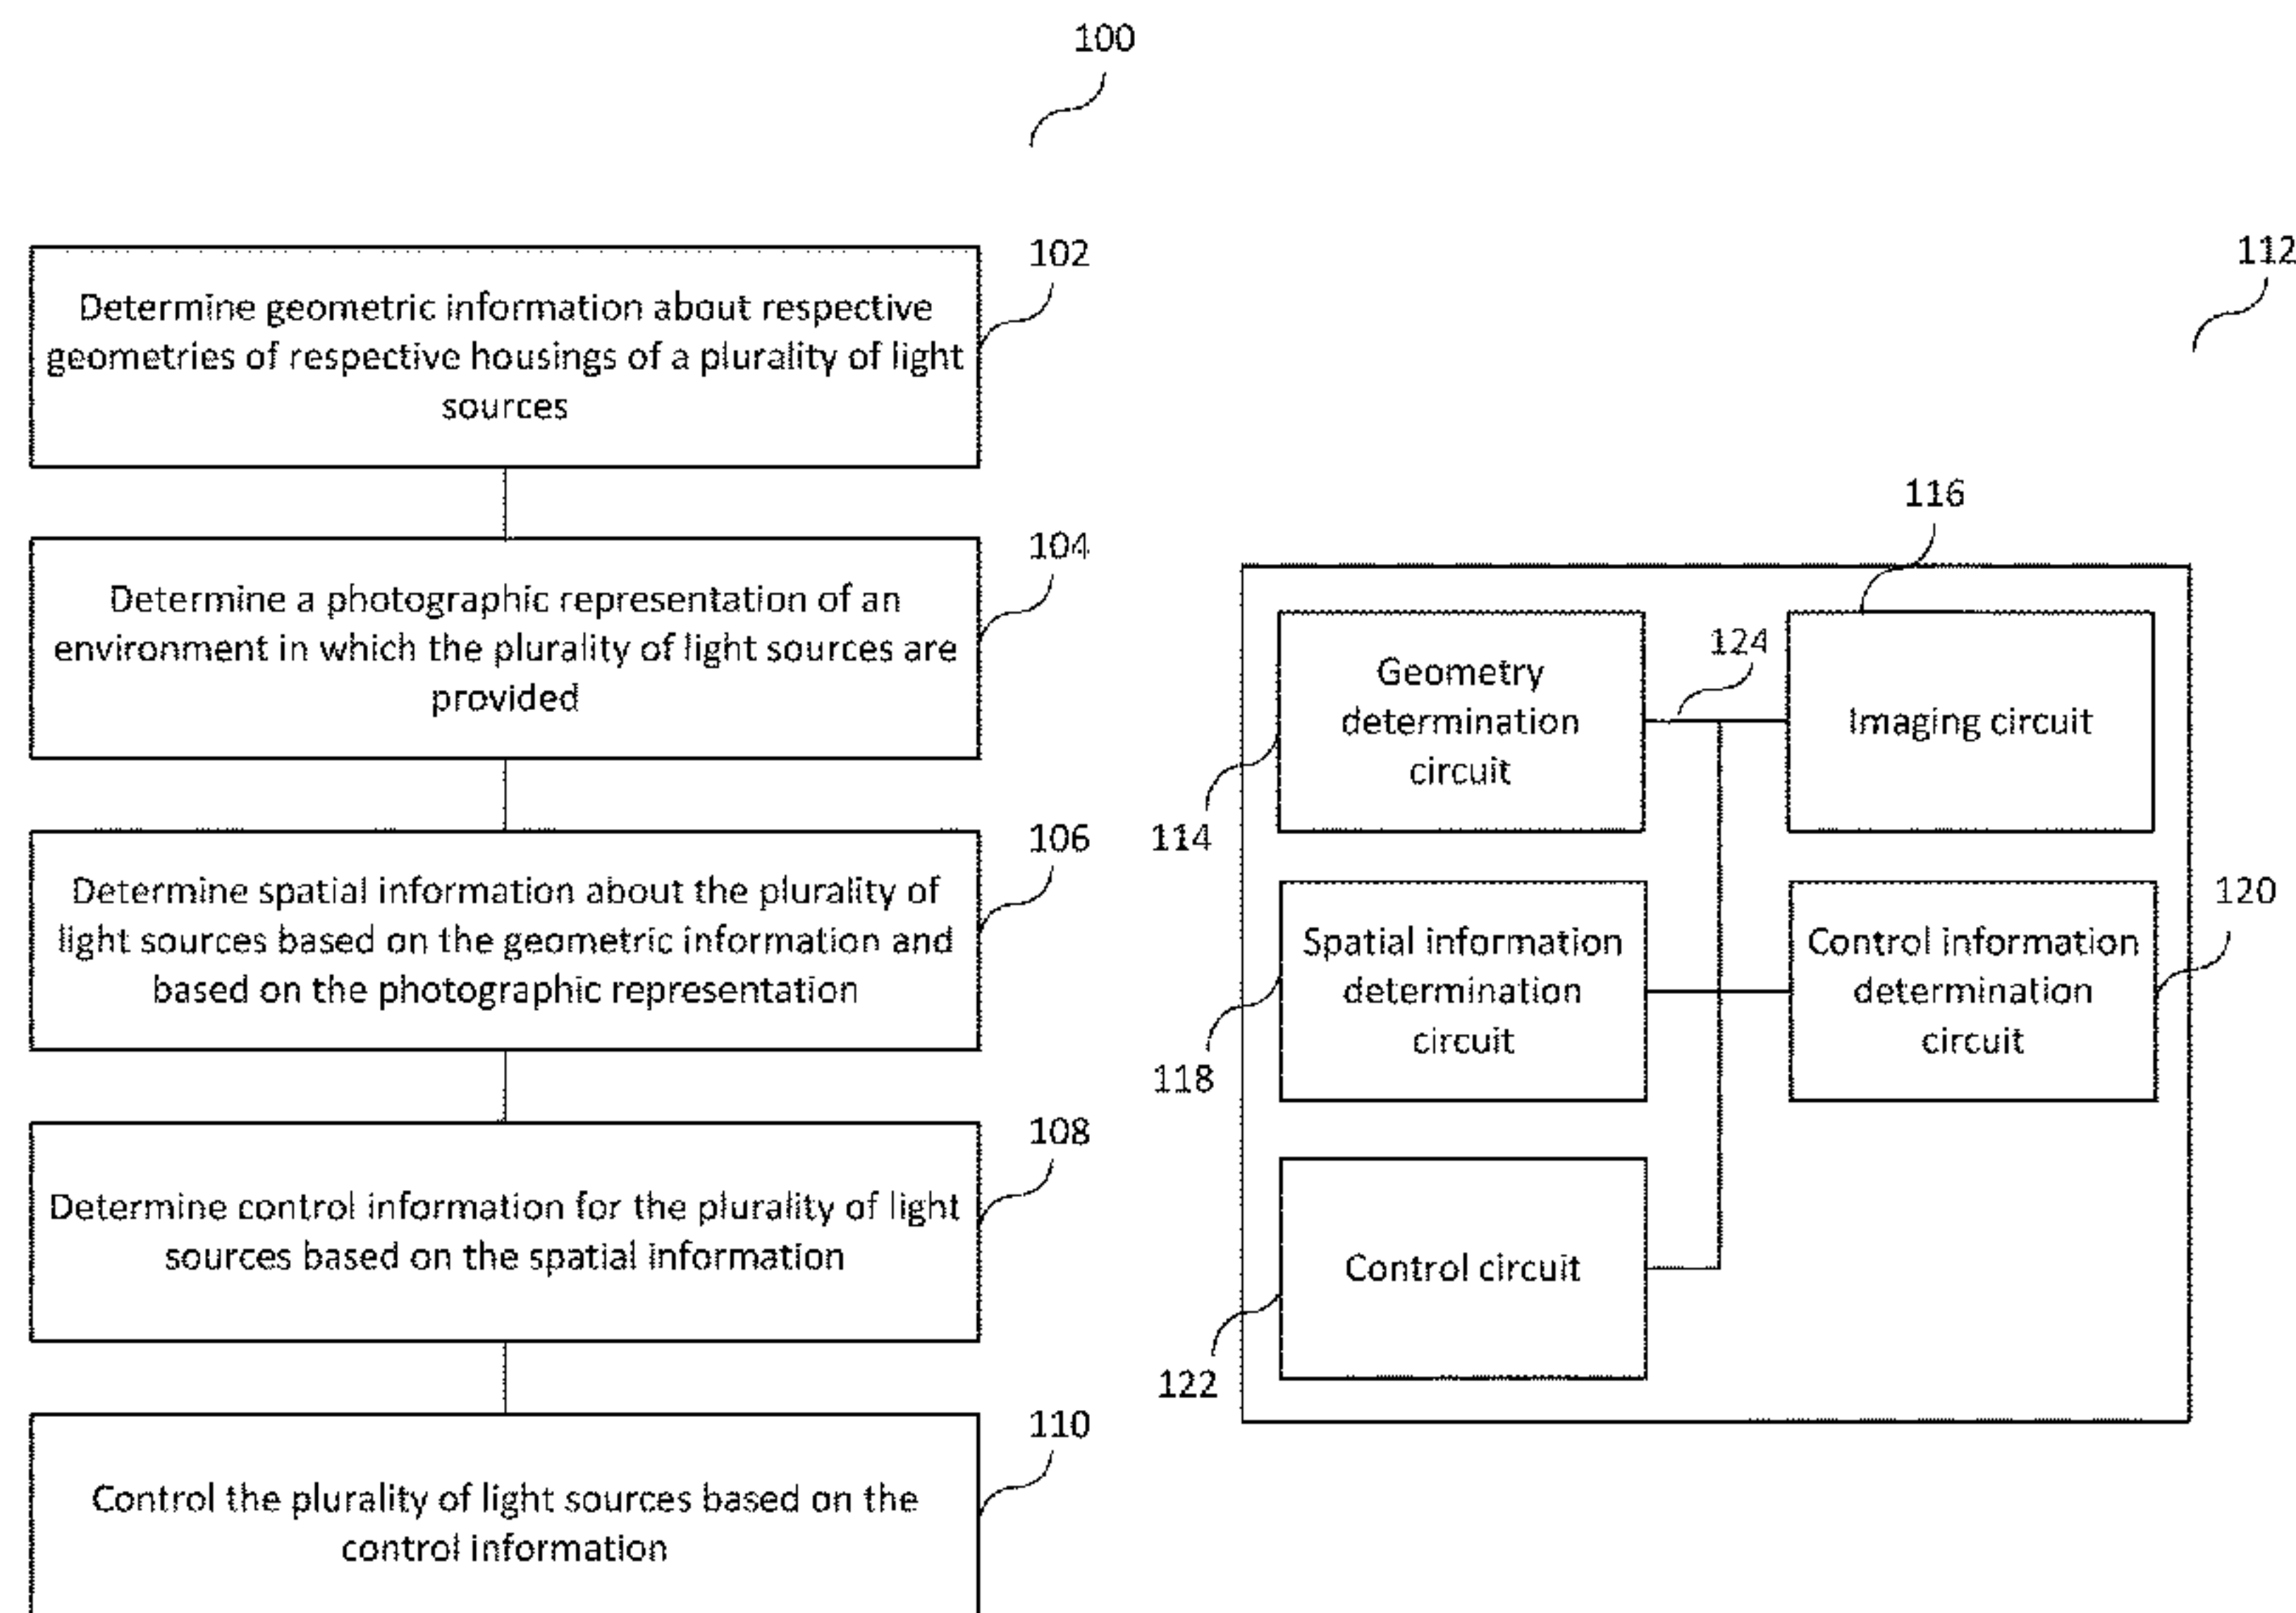 100
102
Determine geometric information about respective
geometries of respective housings of a plurality of light
sources
104
Determine a photographic representation of an
environment in which the plurality of light sources are
provided
106
Determine spatial information about the plurality of
light sources based on the geometric information and
based on the photographic representation
108
Determine control information for the plurality of light
sources based on the spatial information
110
Control the plurality of light sources based on the
control information
112
116
124
Geometry
determination
circuit
Imaging circuit
114
120
Spatial information
determination
circuit
Control information
determination
circuit
118
Control circuit
122